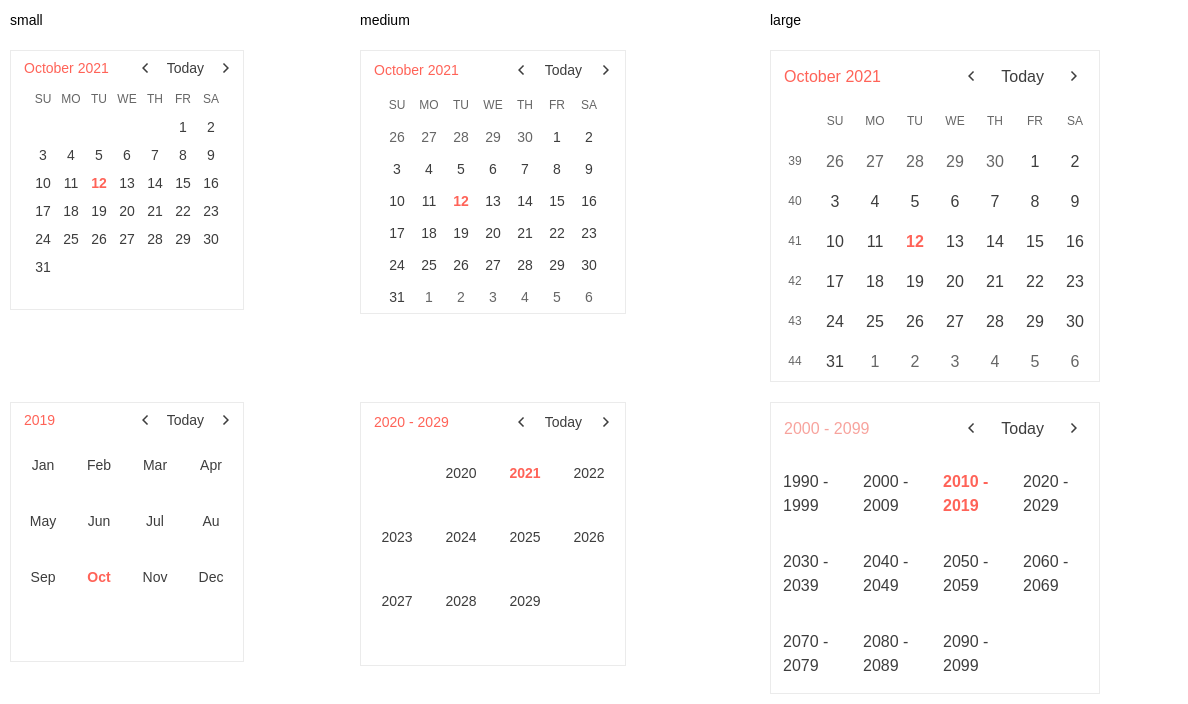 small
October 2021 Today
SU MO TU WE TH FR SA
1 2
3 4 5 6 7 8 9
10 11 12 13 14 15 16
17 18 19 20 21 22 23
24 25 26 27 28 29 30
31
medium
October 2021 Today
SU MO TU WE TH FR SA
26 27 28 29 30 1 2
3 4 5 6 7 8 9
10 11 12 13 14 15 16
17 18 19 20 21 22 23
24 25 26 27 28 29 30
31 1 2 3 4 5 6
large
October 2021 Today
SU MO TU WE TH FR SA
39 26 27 28 29 30 1 2
40 3 4 5 6 7 8 9
41 10 11 12 13 14 15 16
42 17 18 19 20 21 22 23
43 24 25 26 27 28 29 30
44 31 1 2 3 4 5 6
2019 Today
Jan Feb Mar Apr
May Jun Jul Au
Sep Oct Nov Dec
2020 - 2029 Today
2020 2021 2022
2023 2024 2025 2026
2027 2028 2029
2000 - 2099 Today
1990 - 2000 - 2010 - 2020 -
1999 2009 2019 2029
2030 - 2040 - 2050 - 2060 -
2039 2049 2059 2069
2070 - 2080 - 2090 -
2079 2089 2099